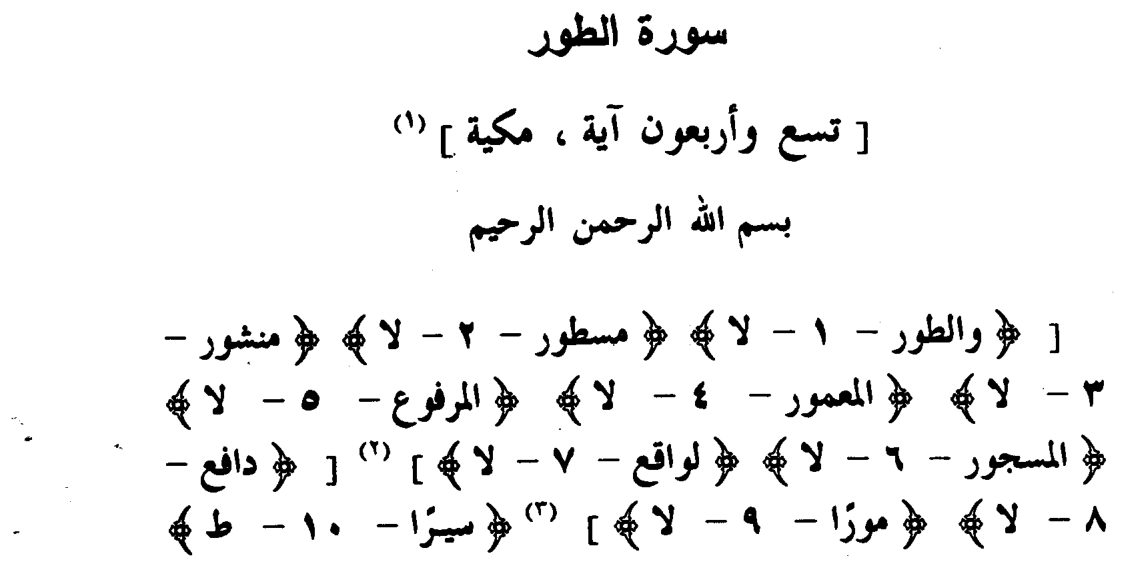 سورة الطور
[ تسع وأربعون آية ، مكية ] (١)
بسم الله الرحمن الرحيم
[ ﴿ والطور – ١ – لا ﴾ ﴿ مسطور – ٢ – لا ﴾ ﴿ منشور –
٣ – لا ﴾ ﴿ المعمور – ٤ – لا ﴾ ﴿ المرفوع – ٥ – لا ﴾
﴿ المسجور – ٦ – لا ﴾ ﴿ لواقع – ٧ – لا ﴾ ] (٢) [ ﴿ دافع –
٨ – لا ﴾ ﴿ مورًا – ٩ – لا ﴾ ] (٣) ﴿ سيرًا – ١٠ – ط ﴾